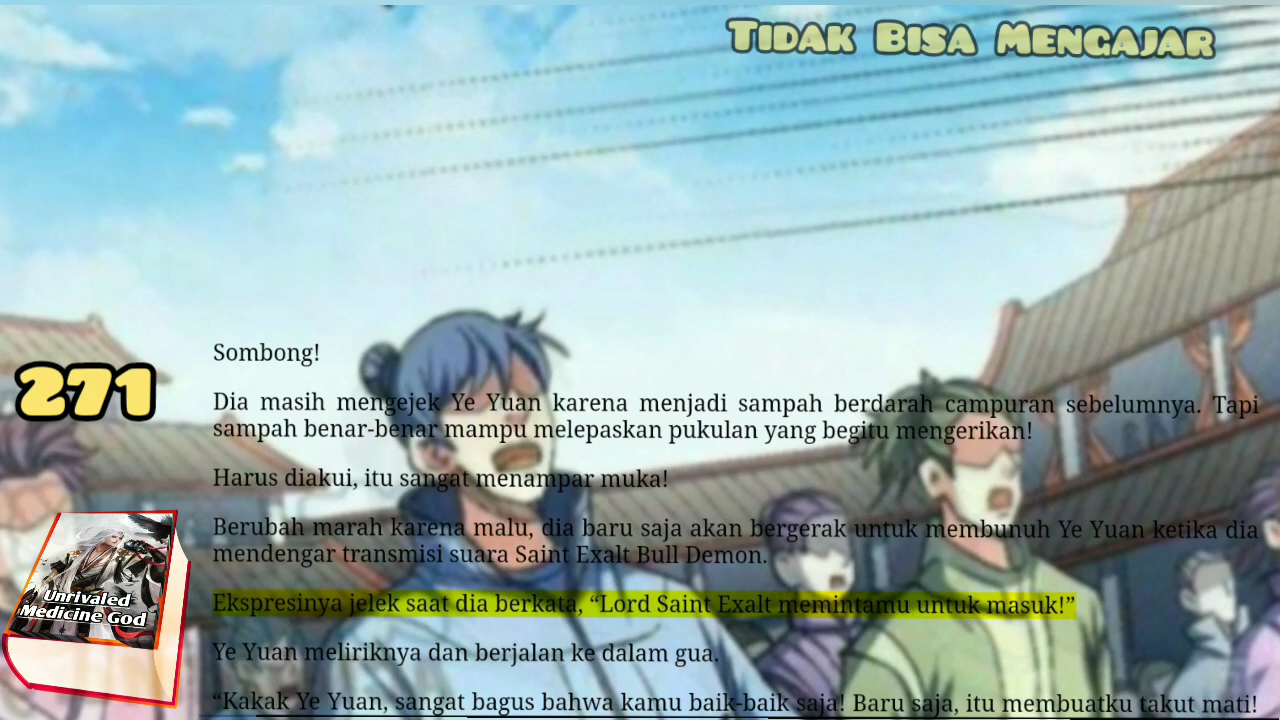 Tidak Bisa Mengajar
Sombong!
271
Dia masih mengejek Ye Yuan karena menjadi sampah berdarah campuran sebelumnya. Tapi
sampah benar-benar mampu melepaskan pukulan yang begitu mengerikan!
Harus diakui, itu sangat menampar muka!
Berubah marah karena malu, dia baru saja akan bergerak untuk membunuh Ye Yuan ketika dia
mendengar transmisi suara Saint Exalt Bull Demon.
Ekspresinya jelek saat dia berkata, “Lord Saint Exalt memintamu untuk masuk!”
Unrivaled
Medicine God
Ye Yuan meliriknya dan berjalan ke dalam gua.
“Kakak Ye Yuan, sangat bagus bahwa kamu baik-baik saja! Baru saja, itu membuatku takut mati!